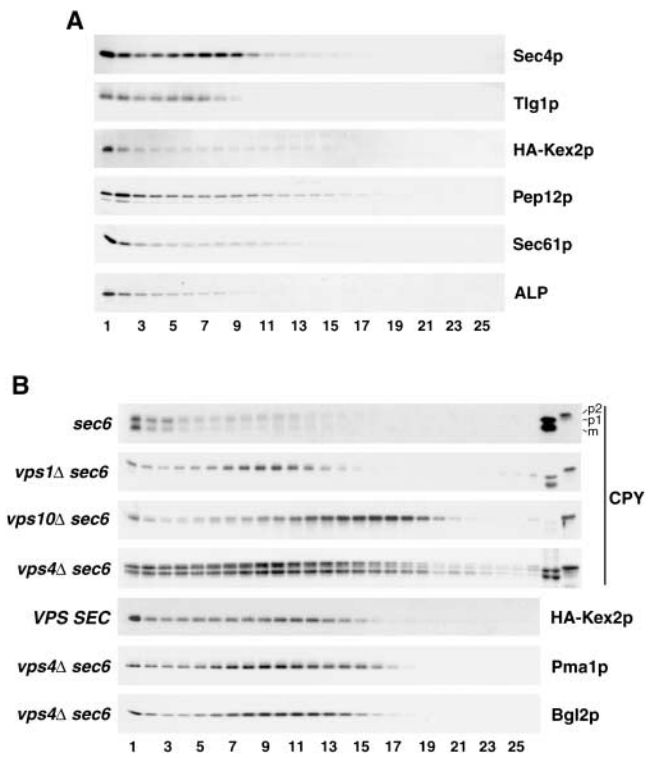 A
Sec4p
Tlg1p
HA-Kex2p
Pep12p
Sec61p
ALP
1 3 5 7 9 11 13 15 17 19 21 23 25
B
sec6
p2
p1
m
vps1Δ sec6
CPY
vps10Δ sec6
vps4Δ sec6
VPS SEC HA-Kex2p
vps4Δ sec6 Pma1p
vps4Δ sec6 Bgl2p
1 3 5 7 9 11 13 15 17 19 21 23 25